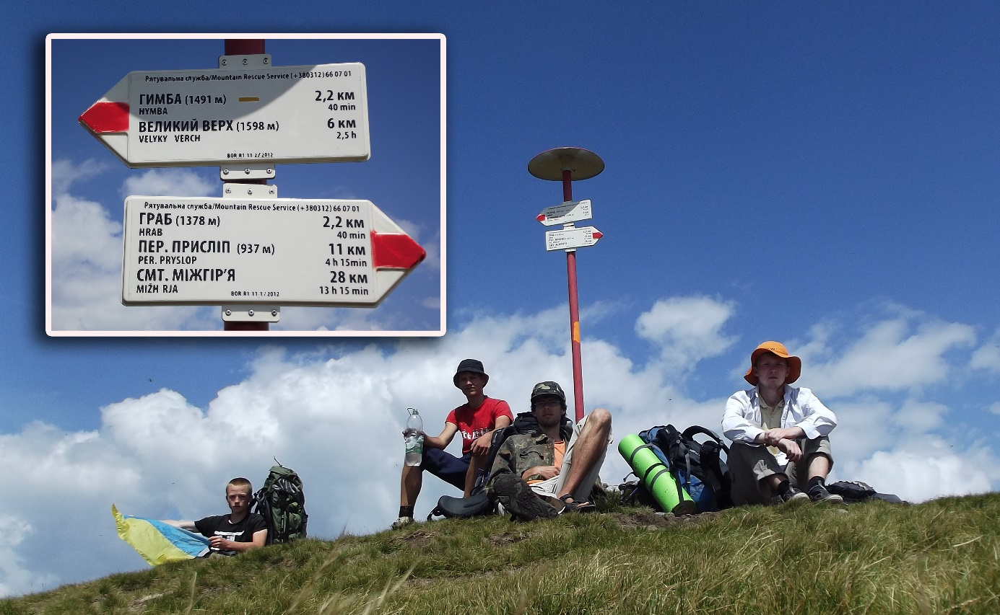 Рятувальна служба/Mountain Rescue Service (+380312) 66 07 01
ГИМБА (1491 м) 2,2 км
HYMBA 40 min
ВЕЛИКИЙ ВЕРХ (1598 м) 6 км
VELYKY VERCH 2,5 h
BOR R1 11 2/2012
Рятувальна служба/Mountain Rescue Service (+380312) 66 07 01
ГРАБ (1378 м) 2,2 км
HRAB 40 min
ПЕР. ПРИСЛІП (937 м) 11 км
PER. PRYSLOP 4 h 15min
СМТ. МІЖГІР'Я 28 км
MIŽH RJA 13 h 15 min
BOR R1 11-1/2012